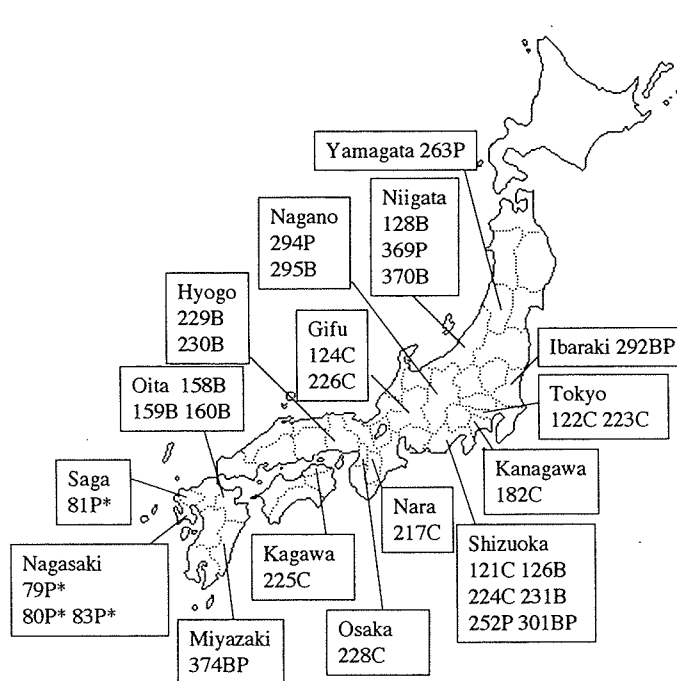 Yamagata 263P
Niigata
128B
369P
370B
Nagano
294P
295B
Hyogo
229B
230B
Gifu
124C
226C
Ibaraki 292BP
Oita 158B
159B 160B
Tokyo
122C 223C
Saga
81P*
Kanagawa
182C
Nara
217C
Kagawa
225C
Shizuoka
121C 126B
224C 231B
252P 301BP
Nagasaki
79P*
80P* 83P*
Miyazaki
374BP
Osaka
228C